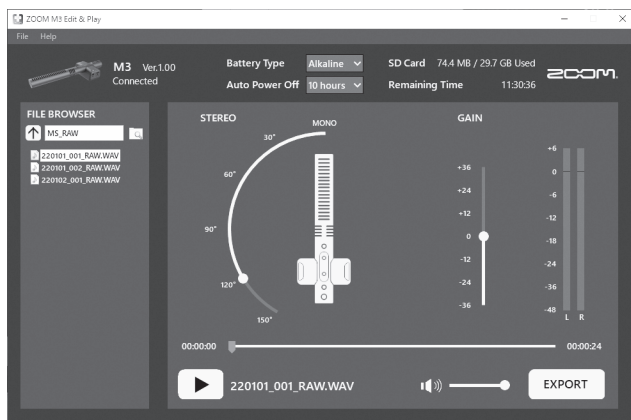 ZOOM M3 Edit & Play
File Help
M3 Ver.1.00
Connected
Battery Type Alkaline
Auto Power Off 10 hours
SD Card 74.4 MB / 29.7 GB Used
Remaining Time 11:30:36
ZOOM
FILE BROWSER
MS_RAW
220101_001_RAW.WAV
220101_002_RAW.WAV
220102_001_RAW.WAV
STEREO
MONO
30°
60°
90°
120°
150°
GAIN
+36
+24
+12
0
-12
-24
-36
+6
0
-6
-12
-18
-24
-36
-48
L R
00:00:00
00:00:24
220101_001_RAW.WAV
EXPORT